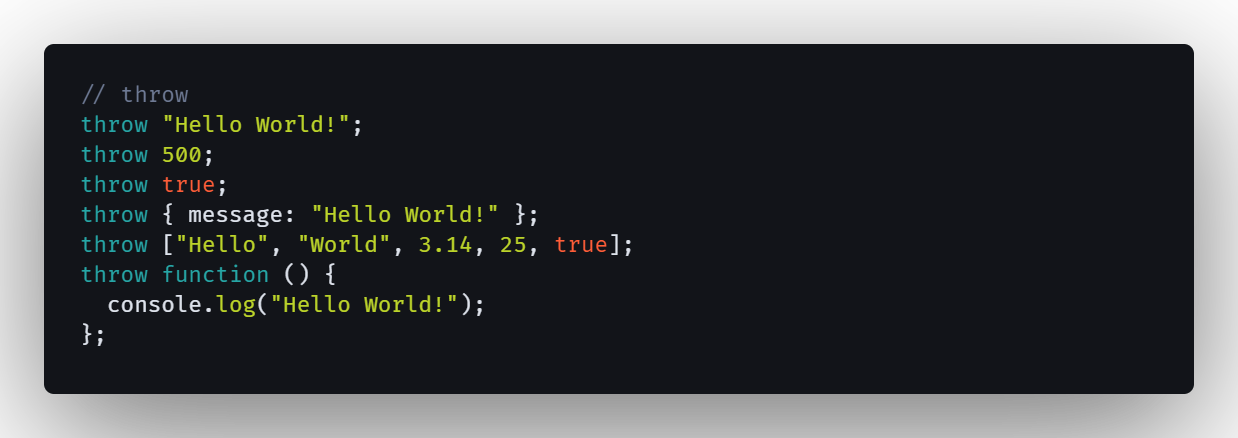 // throw
throw "Hello World!";
throw 500;
throw true;
throw { message: "Hello World!" };
throw ["Hello", "World", 3.14, 25, true];
throw function () {
  console.log("Hello World!");
};